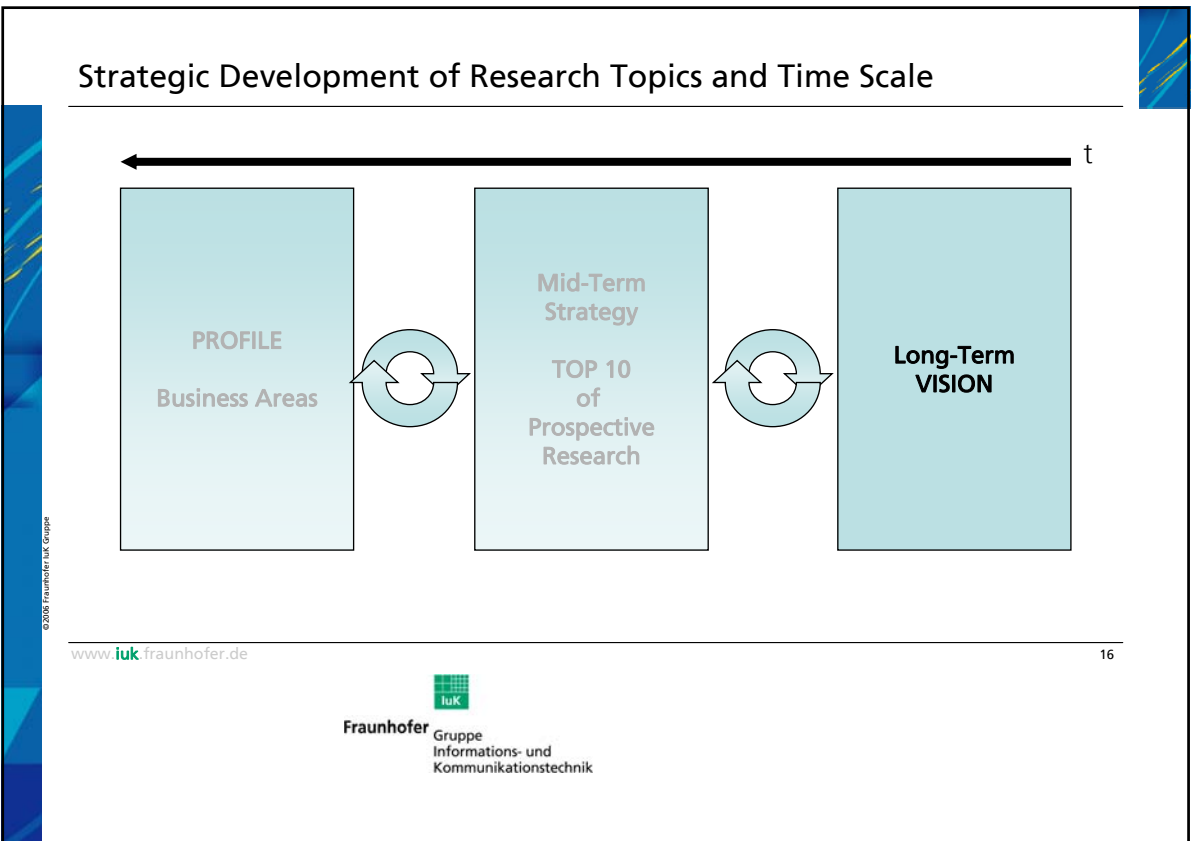 Strategic Development of Research Topics and Time Scale
t
PROFILE
Business Areas
Mid-Term
Strategy
TOP 10
of
Prospective
Research
Long-Term
VISION
©2006 Fraunhofer IuK Gruppe
www.iuk.fraunhofer.de
16
IuK
Fraunhofer Gruppe
Informations- und
Kommunikationstechnik